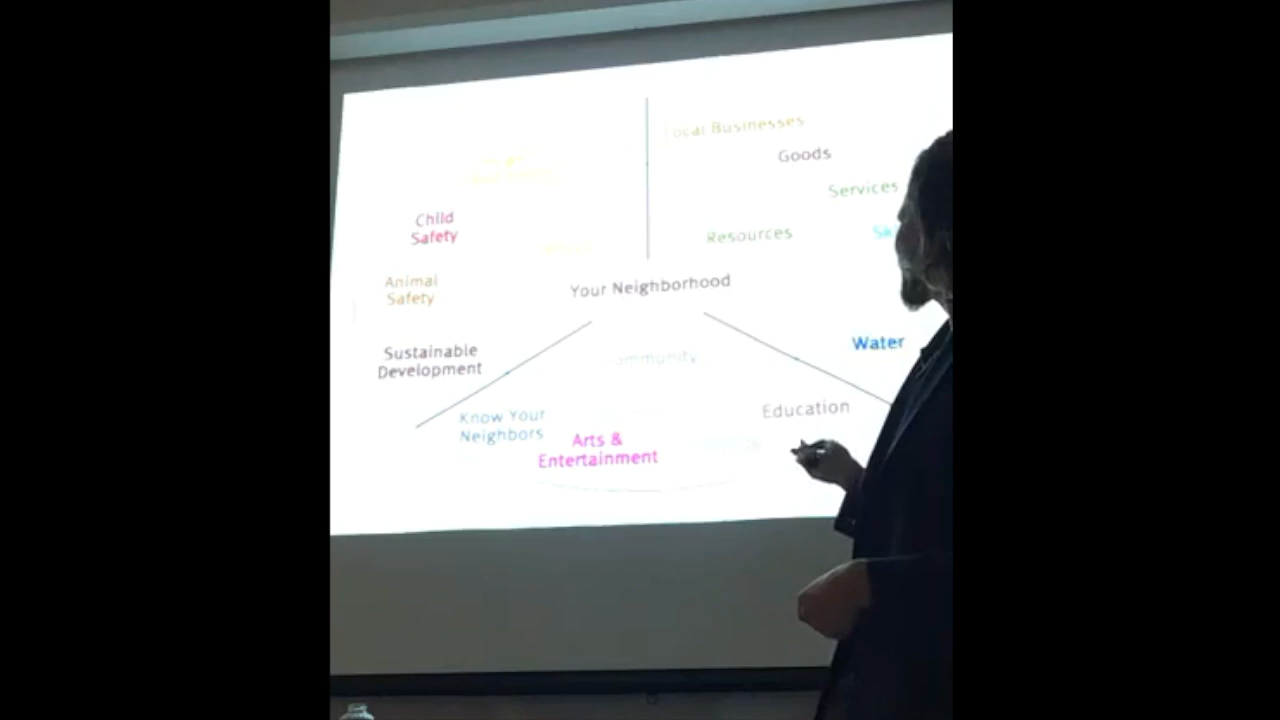 Local Businesses
Goods
Services
Child
Safety
Resources
Animal
Safety
Your Neighborhood
Sustainable
Development
Water
Education
Know Your
Neighbors
Arts &
Entertainment